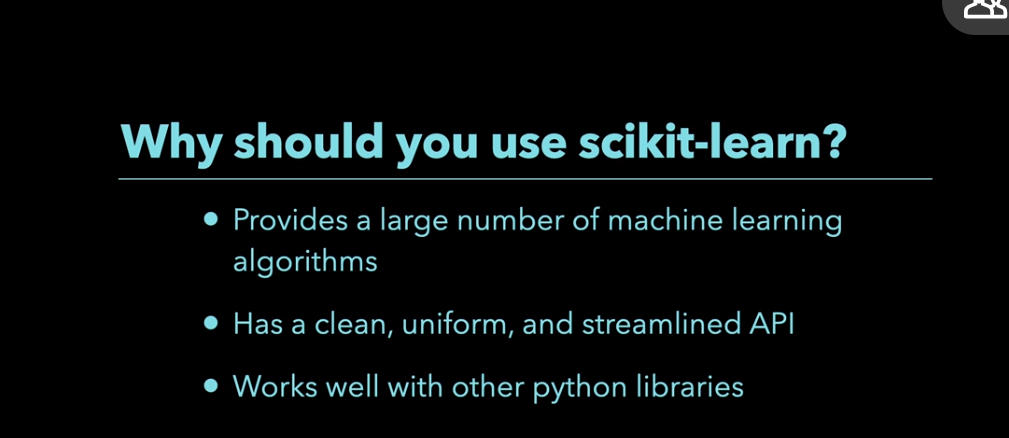 Why should you use scikit-learn?
• Provides a large number of machine learning
algorithms
• Has a clean, uniform, and streamlined API
• Works well with other python libraries